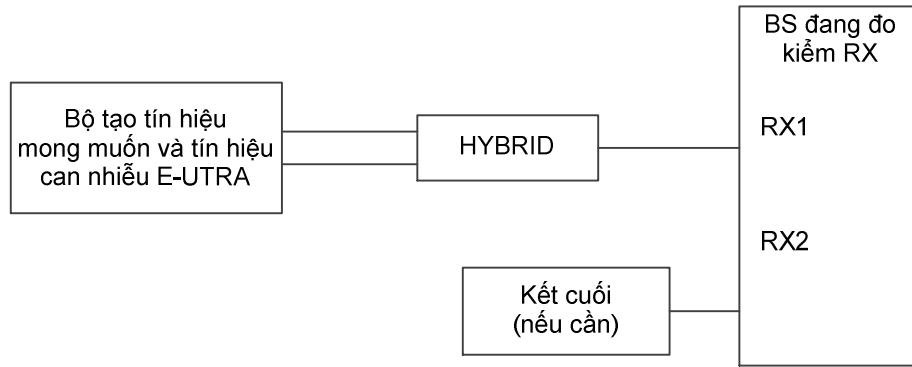 BS đang đo
kiểm RX
Bộ tạo tín hiệu
mong muốn và tín hiệu
can nhiễu E-UTRA
HYBRID
RX1
RX2
Kết cuối
(nếu cần)